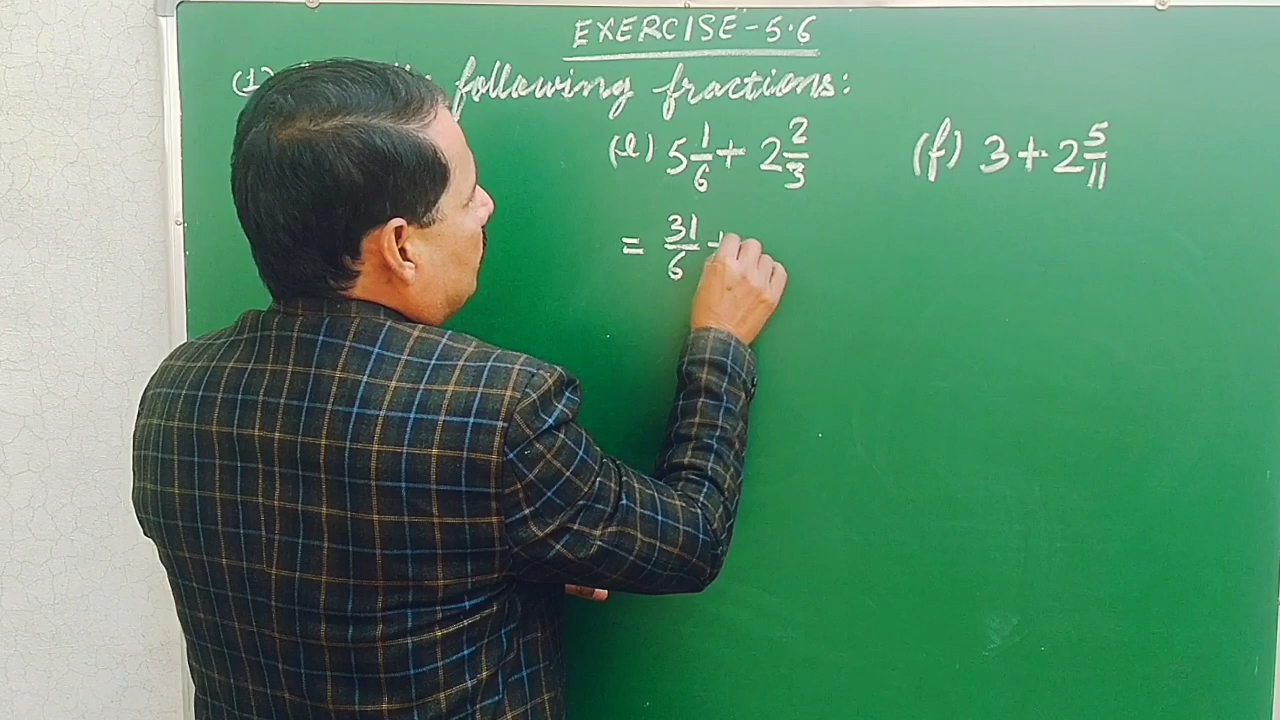 EXERCISE-5.6
(1) following fractions:
(e) 5 1/6 + 2 2/3 (f) 3 + 2 5/11
= 31/6 +